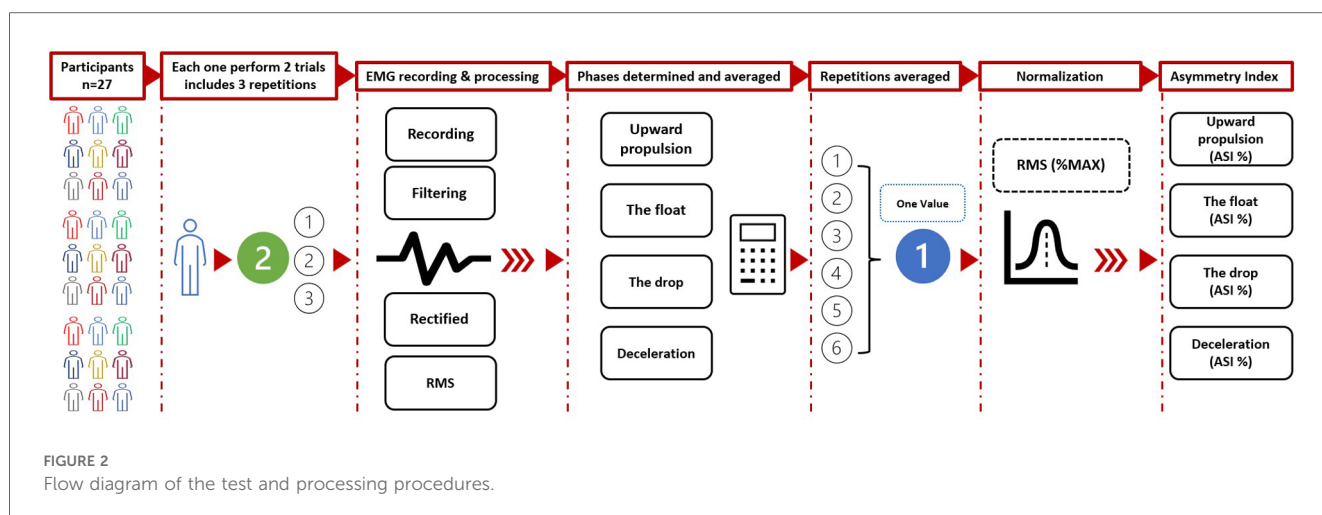 Participants
n=27
Each one perform 2 trials
includes 3 repetitions
EMG recording & processing
Phases determined and averaged
Repetitions averaged
Normalization
Asymmetry Index
2
1
2
3
Recording
Filtering
Rectified
RMS
Upward
propulsion
The float
The drop
Deceleration
1
2
3
4
5
6
One Value
1
RMS (%MAX)
Upward
propulsion
(ASI %)
The float
(ASI %)
The drop
(ASI %)
Deceleration
(ASI %)
FIGURE 2
Flow diagram of the test and processing procedures.